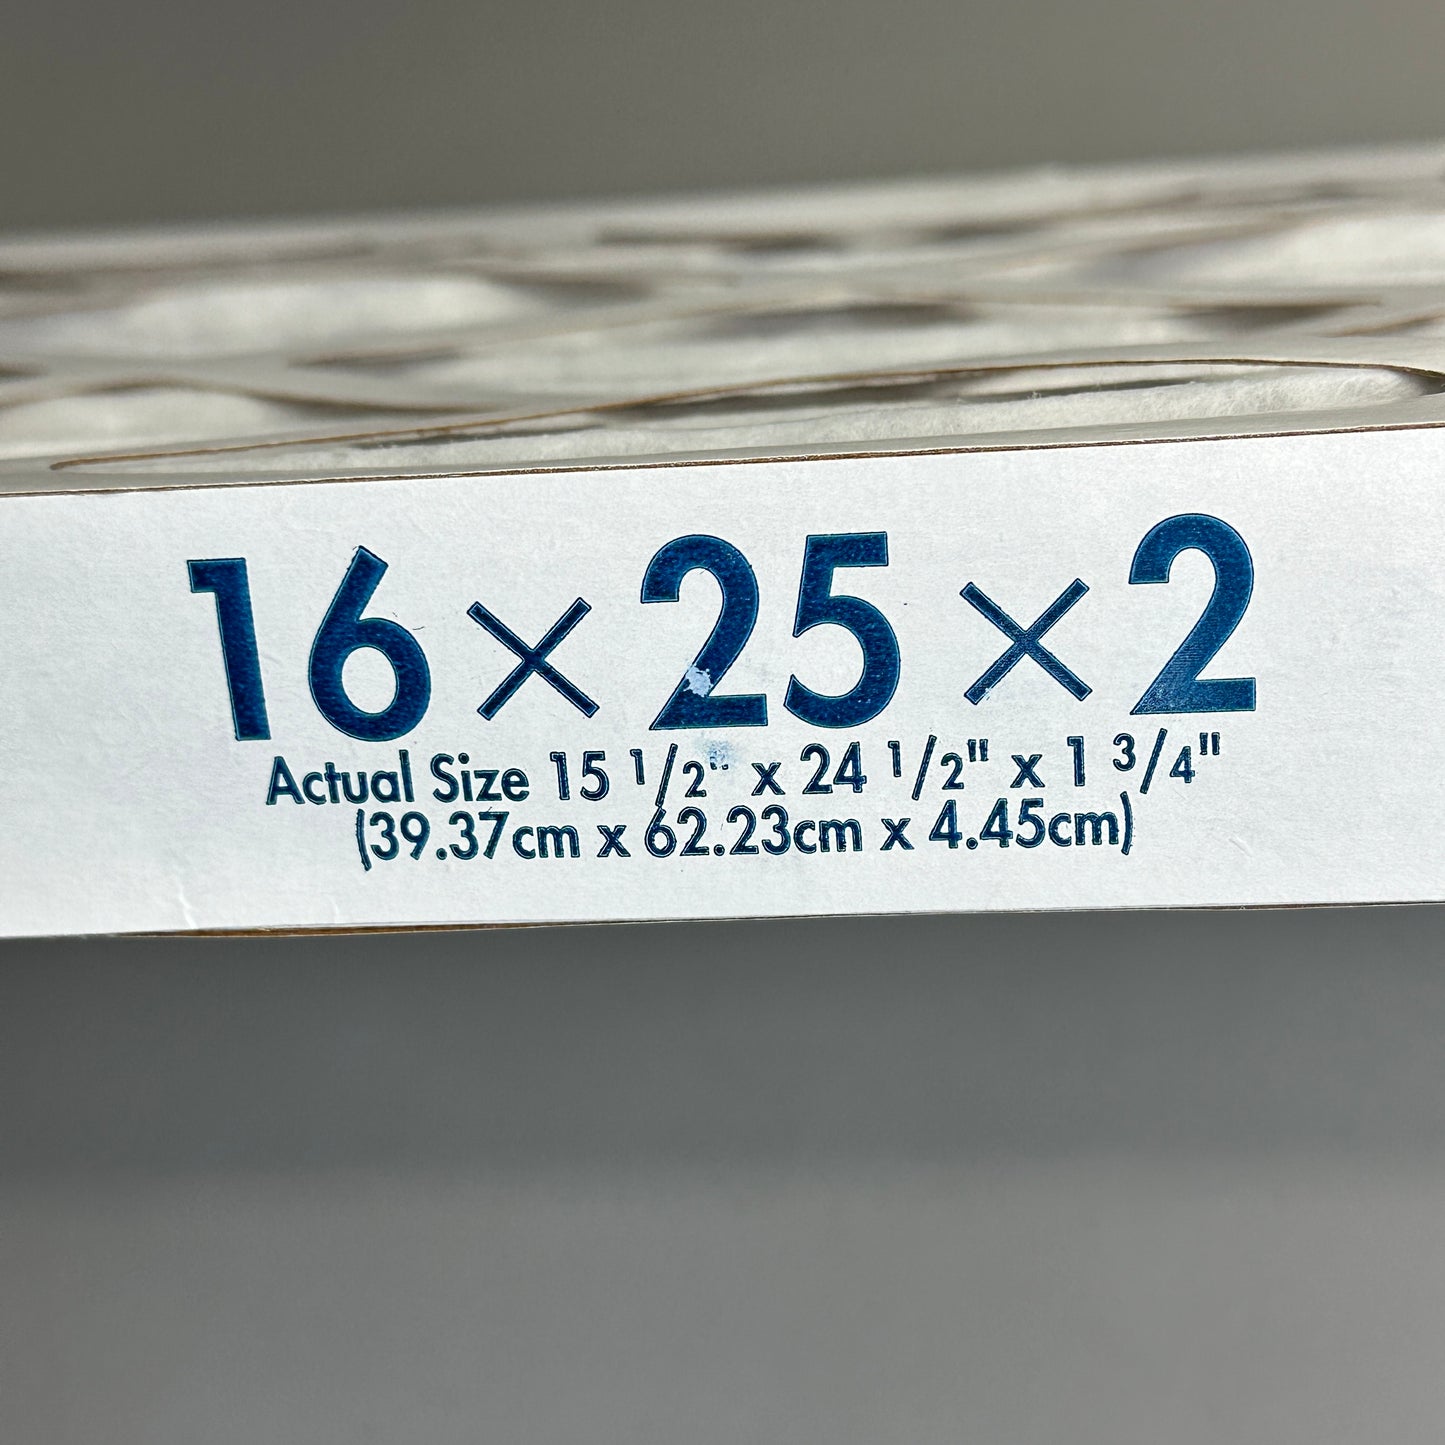 16×25×2
Actual Size 15 1/2" x 24 1/2" x 1 3/4"
(39.37cm x 62.23cm x 4.45cm)